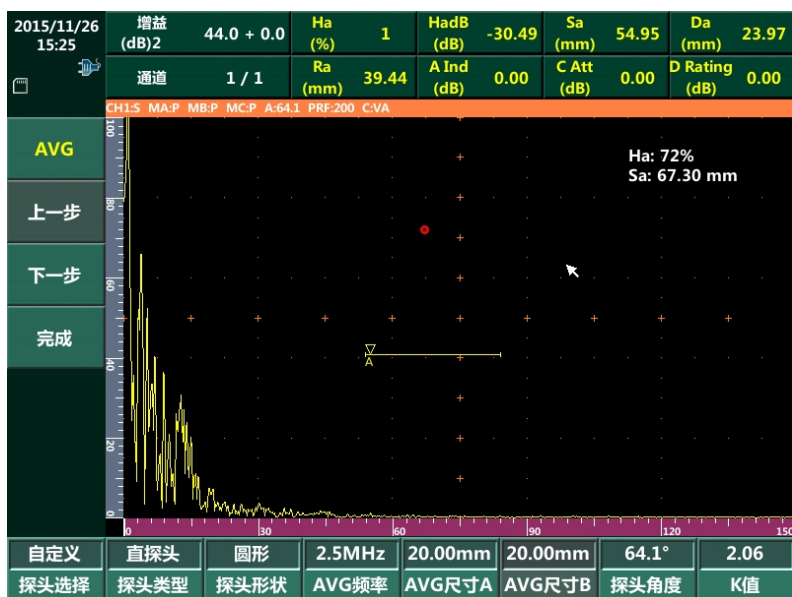 2015/11/26
15:25
增益
(dB)2
44.0 + 0.0
Ha
(%)
1
HadB
(dB)
-30.49
Sa
(mm)
54.95
Da
(mm)
23.97
通道
1 / 1
Ra
(mm)
39.44
A Ind
(dB)
0.00
C Att
(dB)
0.00
D Rating
(dB)
0.00
CH1:S MA:P MB:P MC:P A:64.1 PRF:200 C:VA
AVG
上一步
下一步
完成
Ha: 72%
Sa: 67.30 mm
A
100
80
60
40
20
0
0
30
60
90
120
150
自定义
直探头
圆形
2.5MHz
20.00mm
20.00mm
64.1°
2.06
探头选择
探头类型
探头形状
AVG频率
AVG尺寸A
AVG尺寸B
探头角度
K值